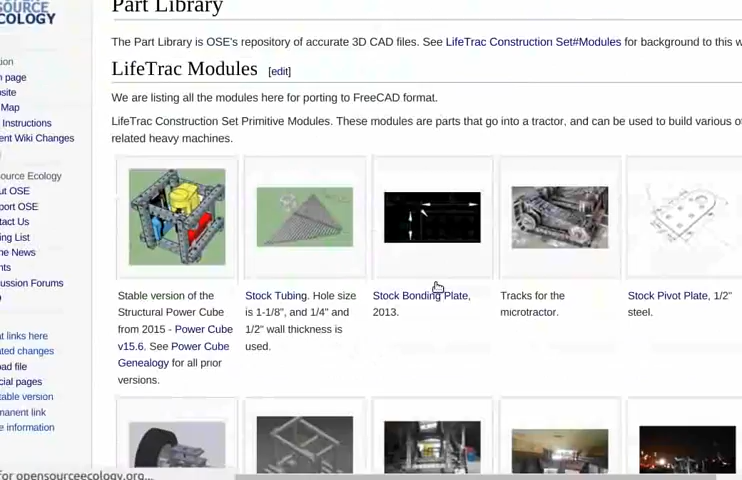 SOURCE
ECOLOGY
Part Library
The Part Library is OSE's repository of accurate 3D CAD files. See LifeTrac Construction Set#Modules for background to this w
LifeTrac Modules [edit]
We are listing all the modules here for porting to FreeCAD format.
LifeTrac Construction Set Primitive Modules. These modules are parts that go into a tractor, and can be used to build various o
related heavy machines.
Stable version of the
Structural Power Cube
from 2015 - Power Cube
v15.6. See Power Cube
Genealogy for all prior
versions.
Stock Tubing. Hole size
is 1-1/8", and 1/4" and
1/2" wall thickness is
used.
Stock Bonding Plate,
2013.
Tracks for the
microtractor.
Stock Pivot Plate, 1/2"
steel.
tion
n page
site
Map
Instructions
ent Wiki Changes
ource Ecology
ut OSE
port OSE
tact Us
ing List
he News
nts
ussion Forums
at links here
ated changes
oad file
cial pages
table version
manent link
e information
for opensourceecology.org...